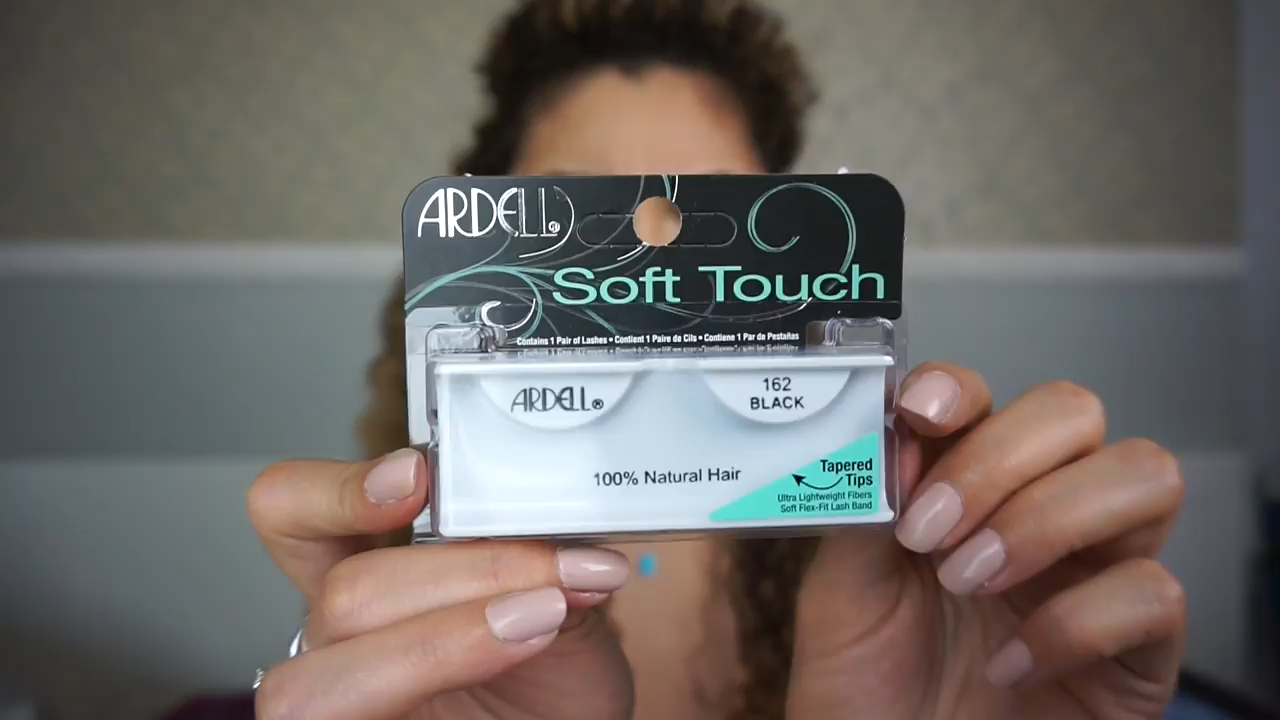 ARDELL®
Soft Touch
Contains 1 Pair of Lashes • Contient 1 Paire de Cils • Contiene 1 Par de Pestañas
ARDELL®
162
BLACK
100% Natural Hair
Tapered
Tips
Ultra Lightweight Fibers
Soft Flex-Fit Lash Band